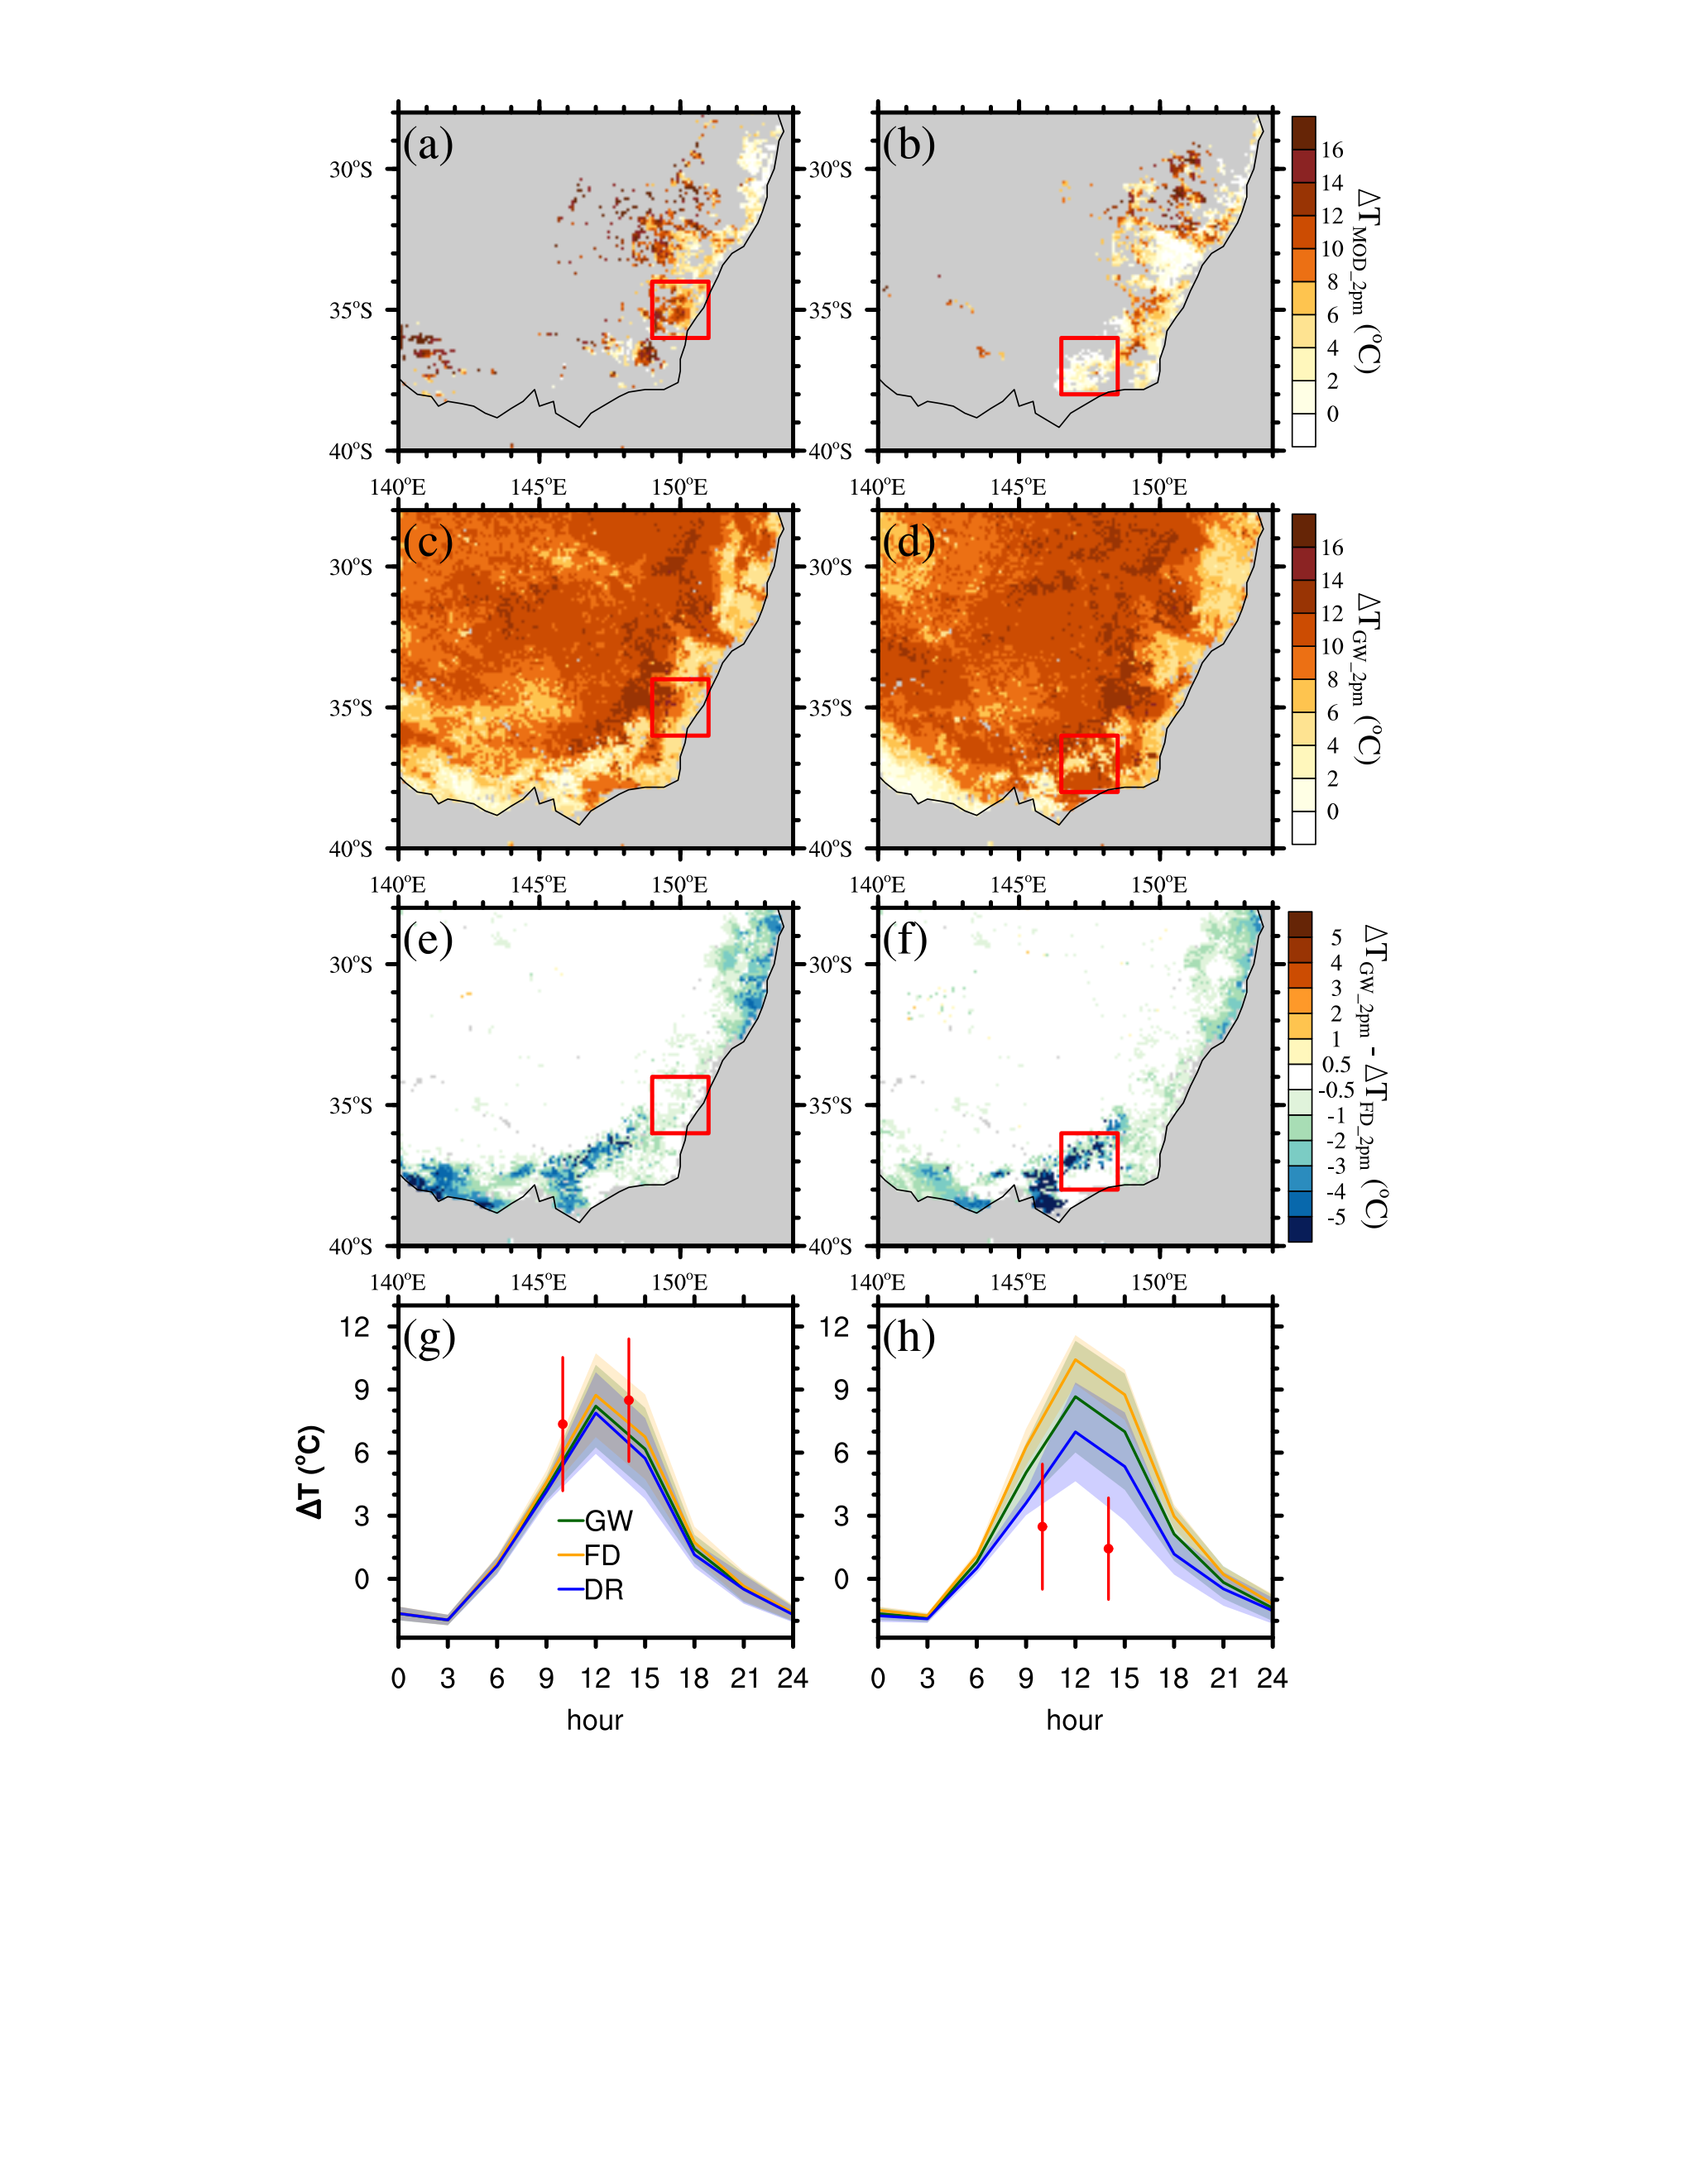 (a) (b)
30°S 30°S
35°S 35°S
40°S 40°S
140°E 145°E 150°E 140°E 145°E 150°E
16
14
12
10
8
6
4
2
0
ΔT_MOD_2pm (°C)
(c) (d)
30°S 30°S
35°S 35°S
40°S 40°S
140°E 145°E 150°E 140°E 145°E 150°E
16
14
12
10
8
6
4
2
0
ΔT_GW_2pm (°C)
(e) (f)
30°S 30°S
35°S 35°S
40°S 40°S
140°E 145°E 150°E 140°E 145°E 150°E
5
4
3
2
1
0.5
-0.5
-1
-2
-3
-4
-5
ΔT_GW_2pm - ΔT_FD_2pm (°C)
(g) (h)
12 12
9 9
6 6
3 3
0 0
ΔT (°C)
GW
FD
DR
0 3 6 9 12 15 18 21 24 0 3 6 9 12 15 18 21 24
hour hour